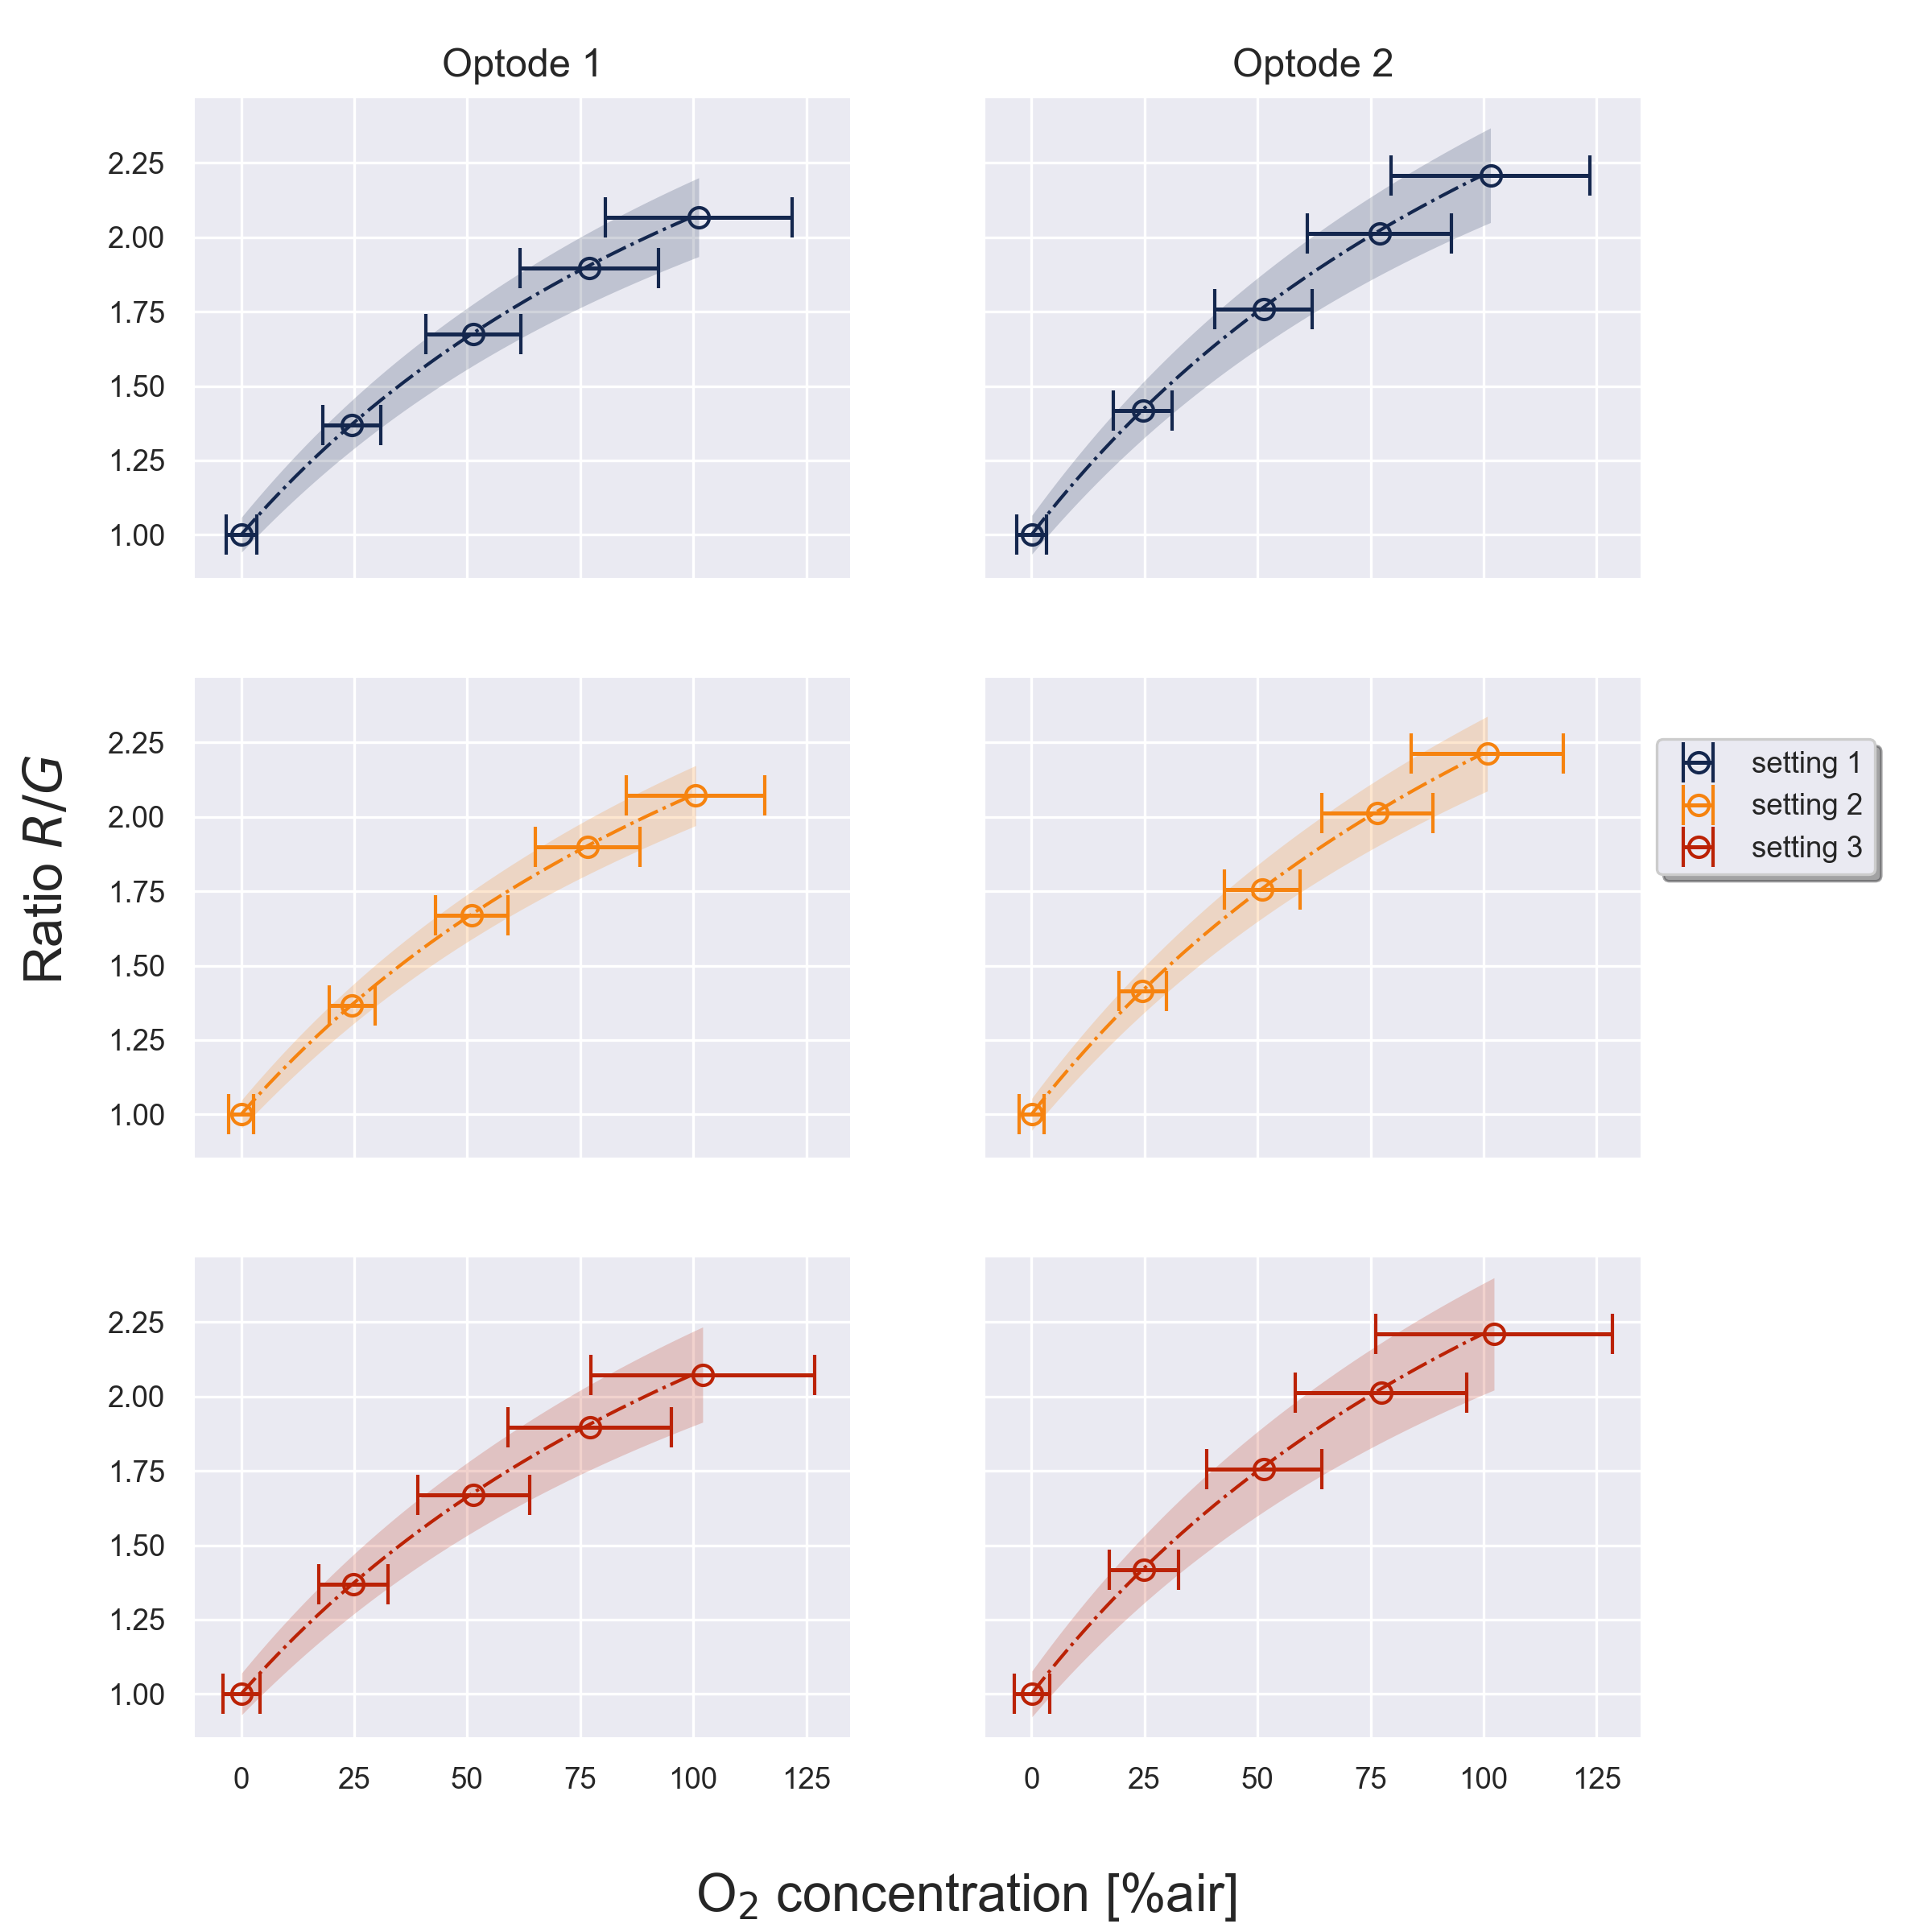 Optode 1
Optode 2
2.25
2.00
1.75
1.50
1.25
1.00
2.25
2.00
1.75
1.50
1.25
1.00
setting 1
setting 2
setting 3
Ratio R/G
2.25
2.00
1.75
1.50
1.25
1.00
0 25 50 75 100 125
0 25 50 75 100 125
O₂ concentration [%air]